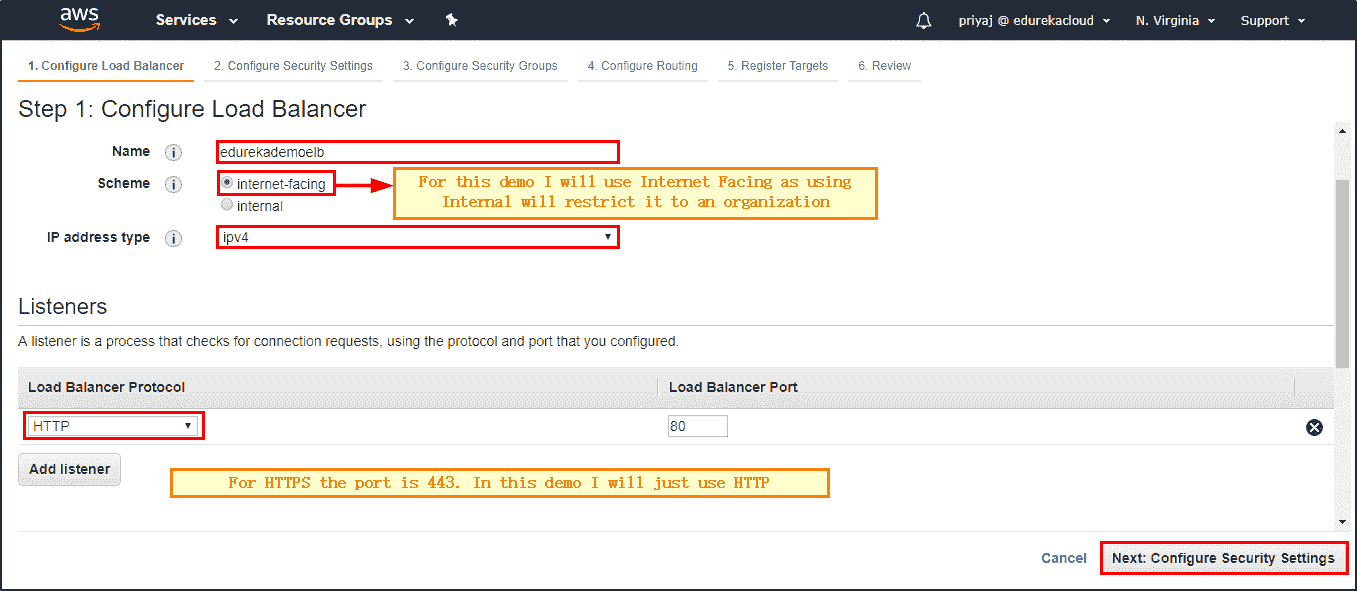 aws Services Resource Groups priyaj @ edurekacloud N. Virginia Support
1. Configure Load Balancer 2. Configure Security Settings 3. Configure Security Groups 4. Configure Routing 5. Register Targets 6. Review
Step 1: Configure Load Balancer
Name i edurekademoelb
Scheme i internet-facing
internal
For this demo I will use Internet Facing as using
Internal will restrict it to an organization
IP address type i ipv4
Listeners
A listener is a process that checks for connection requests, using the protocol and port that you configured.
Load Balancer Protocol Load Balancer Port
HTTP 80
Add listener
For HTTPS the port is 443. In this demo I will just use HTTP
Cancel Next: Configure Security Settings